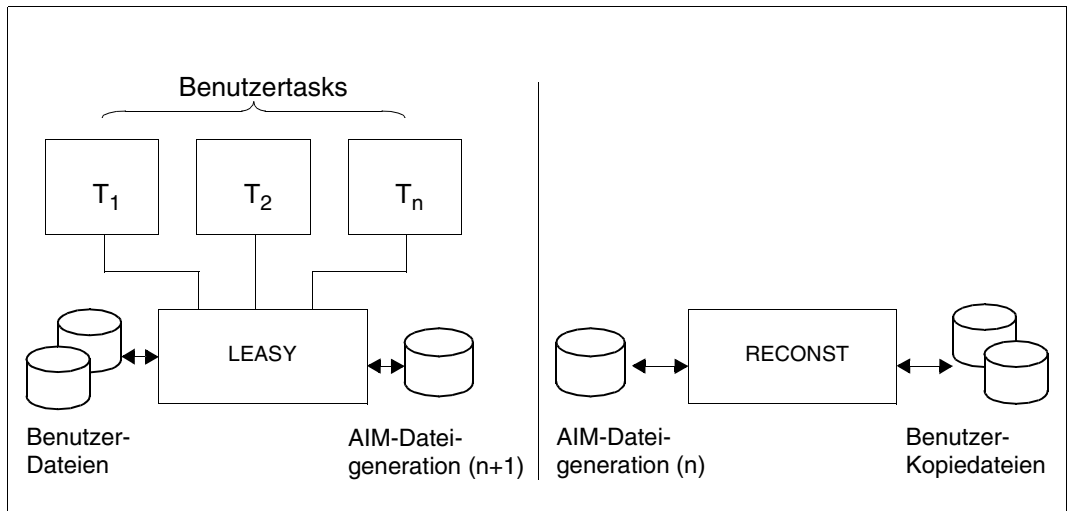 Benutzertasks
T1
T2
Tn
LEASY
RECONST
Benutzer-
Dateien
AIM-Datei-
generation (n+1)
AIM-Datei-
generation (n)
Benutzer-
Kopiedateien